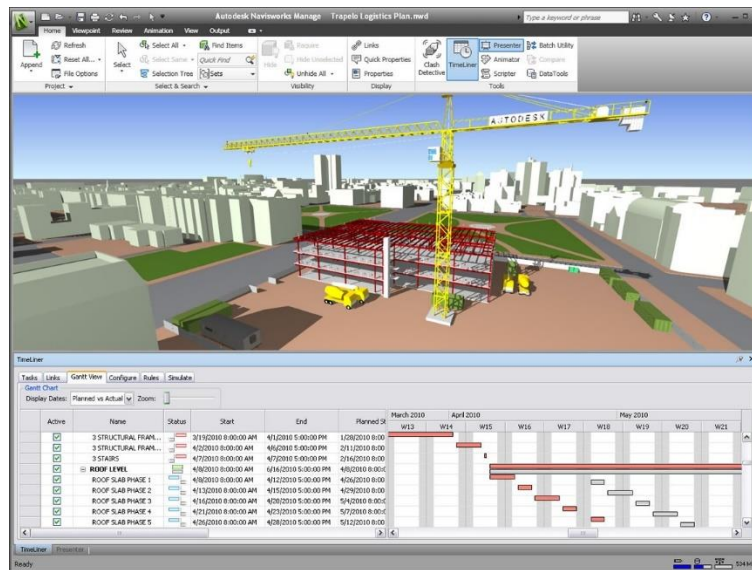 Autodesk Navisworks Manage Trapelo Logistics Plan.nwd Type a keyword or phrase
Home Viewpoint Review Animation View Output
Append
Refresh
Reset All...
File Options
Project
Select
Select All
Select Same
Selection Tree
Find Items
Quick Find
Sets
Select & Search
Hide
Require
Hide Unselected
Unhide All
Visibility
Links
Quick Properties
Properties
Display
Clash Detective
TimeLiner
Presenter
Animator
Scripter
Batch Utility
Compare
DataTools
Tools
AUTODESK
TimeLiner
Tasks Links Gantt View Configure Rules Simulate
Gantt Chart
Display Dates: Planned vs Actual Zoom:
Active Name Status Start End Planned St
March 2010 April 2010 May 2010
W13 W14 W15 W16 W17 W18 W19 W20 W21
3 STRUCTURAL FRAM... 3/19/2010 8:00:00 AM 4/1/2010 5:00:00 PM 1/28/2010 8:00
3 STRUCTURAL FRAM... 4/2/2010 8:00:00 AM 4/6/2010 5:00:00 PM 2/11/2010 8:00
3 STAIRS 4/7/2010 8:00:00 AM 4/7/2010 5:00:00 PM 2/16/2010 8:00
ROOF LEVEL 4/8/2010 8:00:00 AM 6/16/2010 5:00:00 PM 4/8/2010 8:00:
ROOF SLAB PHASE 1 4/8/2010 8:00:00 AM 4/12/2010 5:00:00 PM 4/26/2010 8:00
ROOF SLAB PHASE 2 4/13/2010 8:00:00 AM 4/15/2010 5:00:00 PM 4/29/2010 8:00
ROOF SLAB PHASE 3 4/16/2010 8:00:00 AM 4/20/2010 5:00:00 PM 5/4/2010 8:00:
ROOF SLAB PHASE 4 4/21/2010 8:00:00 AM 4/23/2010 5:00:00 PM 5/7/2010 8:00:
ROOF SLAB PHASE 5 4/26/2010 8:00:00 AM 4/28/2010 5:00:00 PM 5/12/2010 8:00
TimeLiner Presenter
Ready